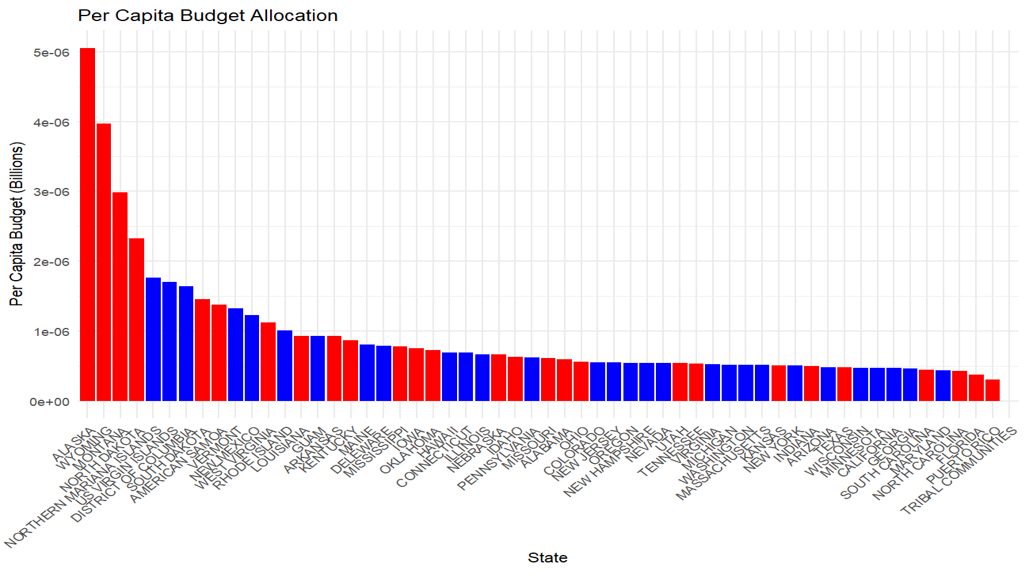 Per Capita Budget Allocation
Per Capita Budget (Billions)
5e-06
4e-06
3e-06
2e-06
1e-06
0e+00
ALASKA
WYOMING
MONTANA
NORTH DAKOTA
NORTHERN MARIANA ISLANDS
US VIRGIN ISLANDS
DISTRICT OF COLUMBIA
SOUTH DAKOTA
AMERICAN SAMOA
VERMONT
NEW MEXICO
WEST VIRGINIA
RHODE ISLAND
LOUISIANA
GUAM
ARKANSAS
KENTUCKY
MAINE
DELEWARE
MISSISSIPPI
IOWA
OKLAHOMA
HAWAII
CONNECTICUT
ILLINOIS
NEBRASKA
IDAHO
PENNSYLVANIA
MISSOURI
ALABAMA
OHIO
COLORADO
NEW JERSEY
OREGON
NEW HAMPSHIRE
NEVADA
UTAH
TENNESSEE
VIRGINIA
MICHIGAN
WASHINGTON
MASSACHUSETTS
KANSAS
NEW YORK
INDIANA
ARIZONA
TEXAS
WISCONSIN
MINNESOTA
CALIFORNIA
GEORGIA
SOUTH CAROLINA
MARYLAND
NORTH CAROLINA
FLORIDA
PUERTO RICO
TRIBAL COMMUNITIES
State